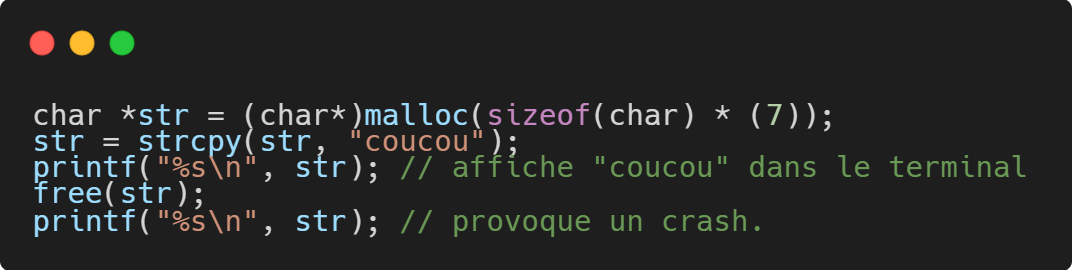 char *str = (char*)malloc(sizeof(char) * (7));
str = strcpy(str, "coucou");
printf("%s\n", str); // affiche "coucou" dans le terminal
free(str);
printf("%s\n", str); // provoque un crash.